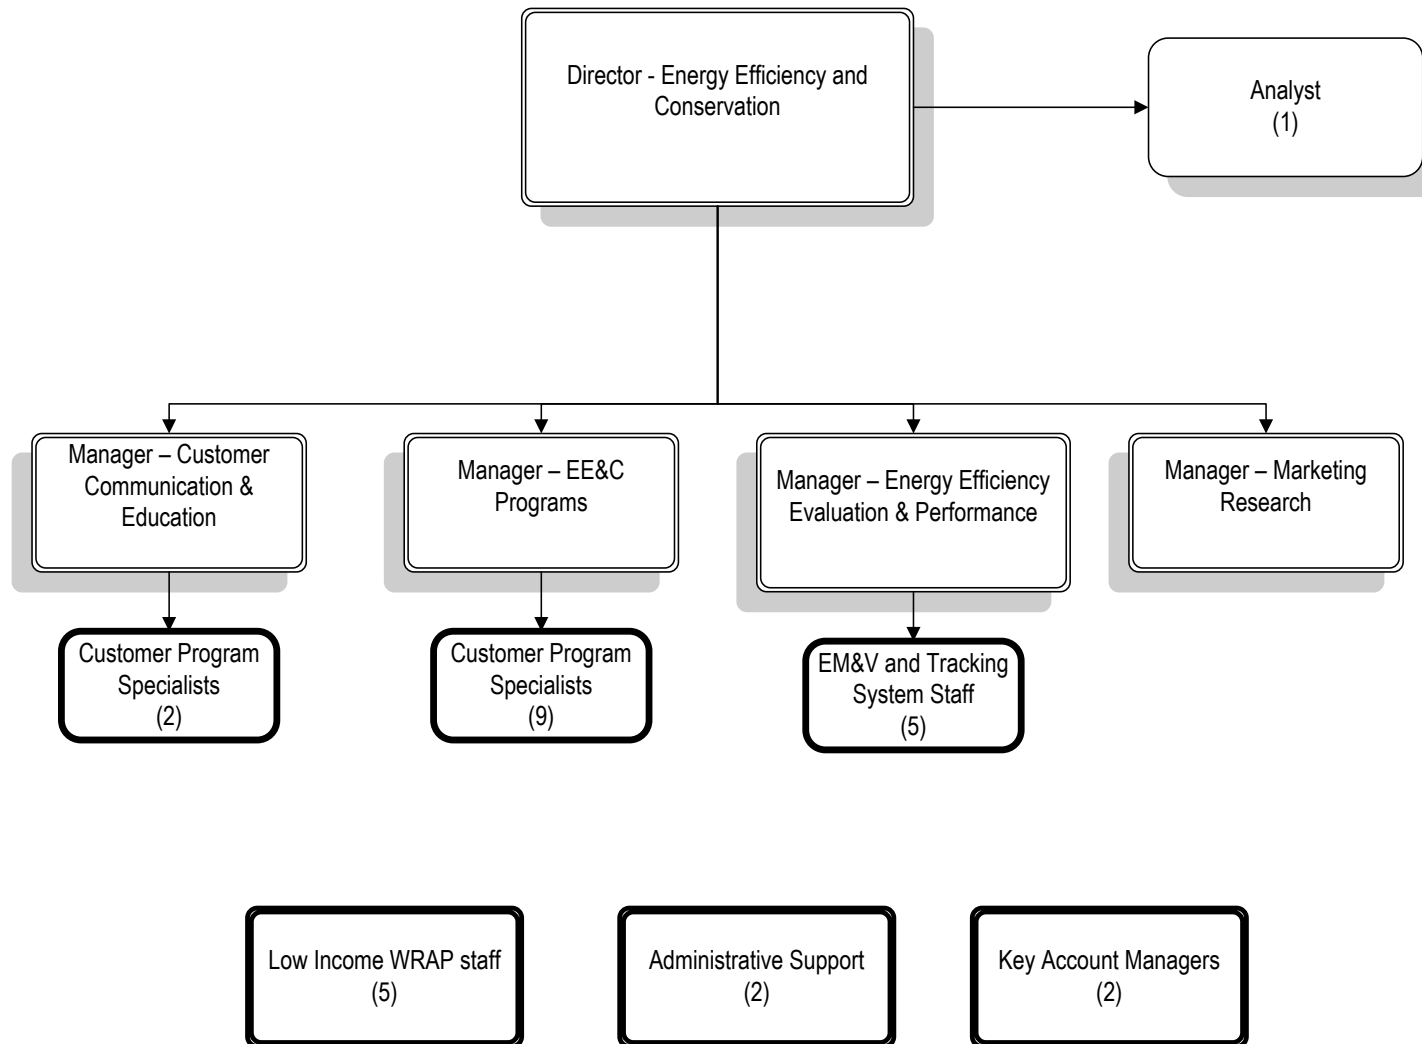 Director - Energy Efficiency and
Conservation
Analyst
(1)
Manager – Customer
Communication &
Education
Manager – EE&C
Programs
Manager – Energy Efficiency
Evaluation & Performance
Manager – Marketing
Research
Customer Program
Specialists
(2)
Customer Program
Specialists
(9)
EM&V and Tracking
System Staff
(5)
Low Income WRAP staff
(5)
Administrative Support
(2)
Key Account Managers
(2)